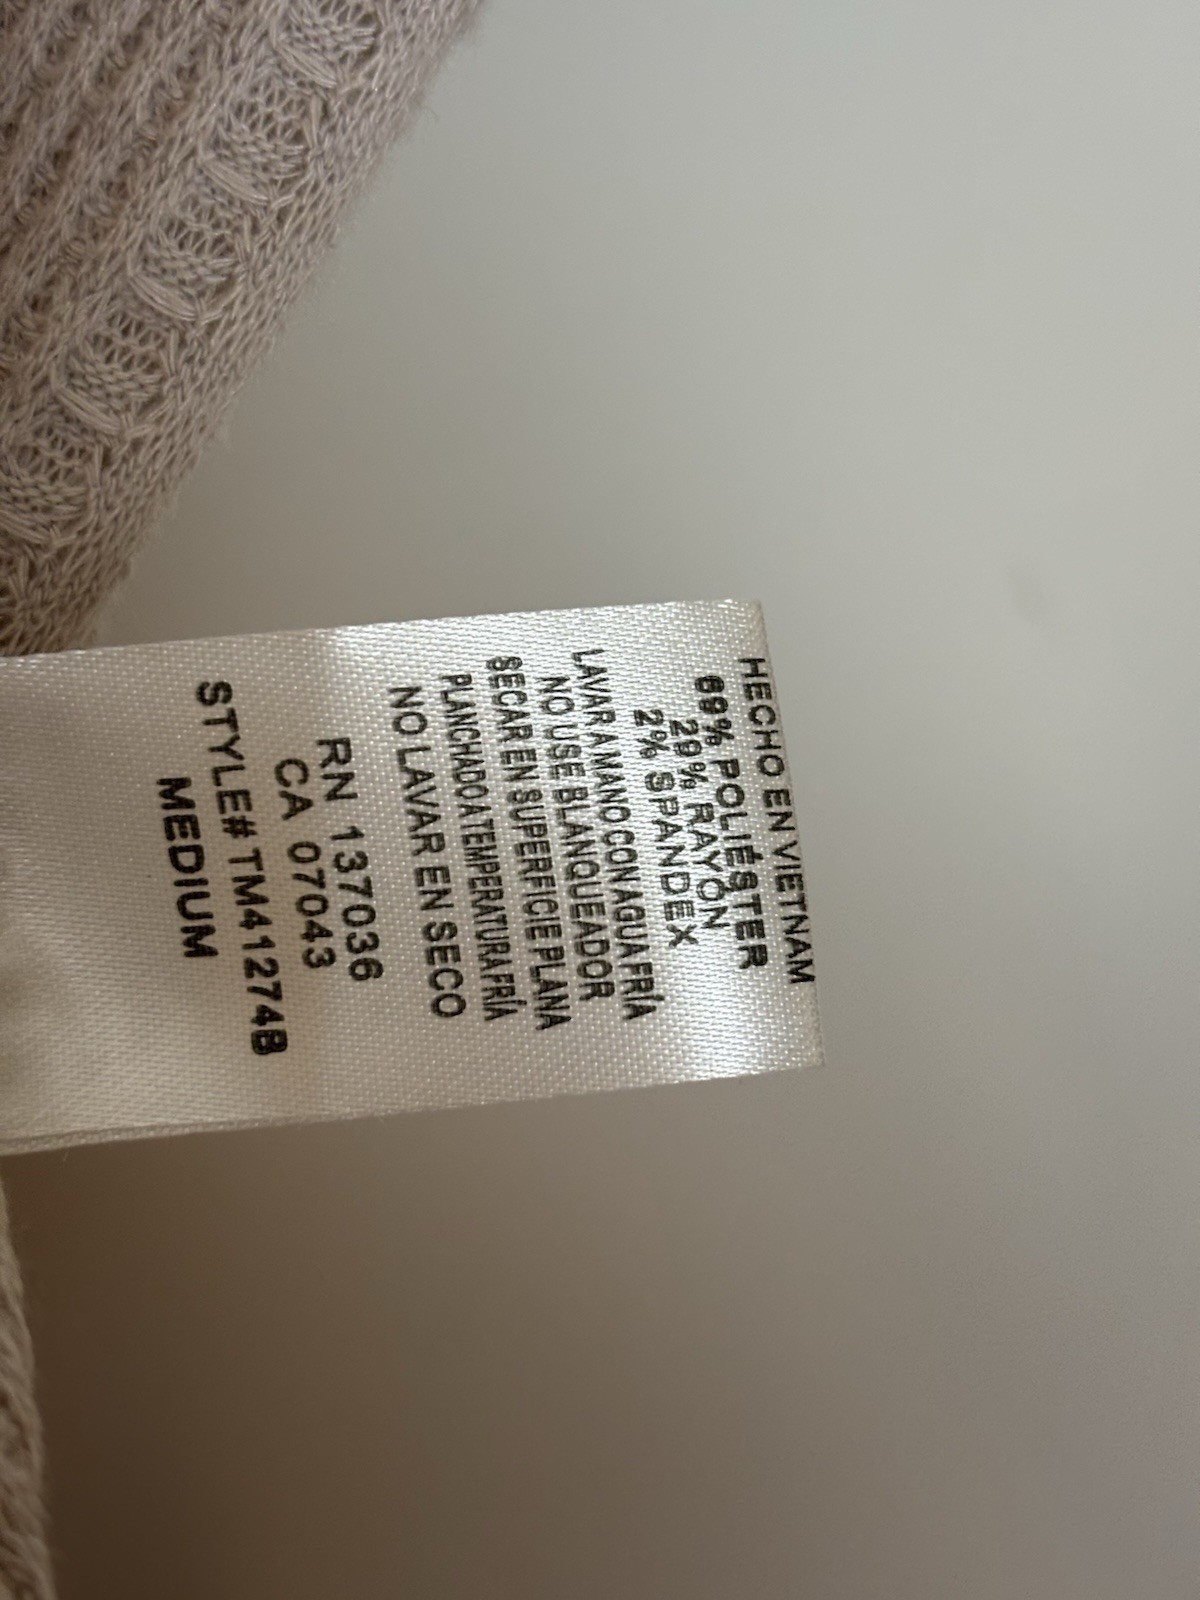 HECHO EN VIETNAM
69% POLIÉSTER
29% RAYÓN
2% SPANDEX
LAVAR A MANO CON AGUA FRÍA
NO USE BLANQUEADOR
SECAR EN SUPERFICIE PLANA
PLANCHADO A TEMPERATURA FRÍA
NO LAVAR EN SECO
RN 137036
CA 07043
STYLE# TM41274B
MEDIUM